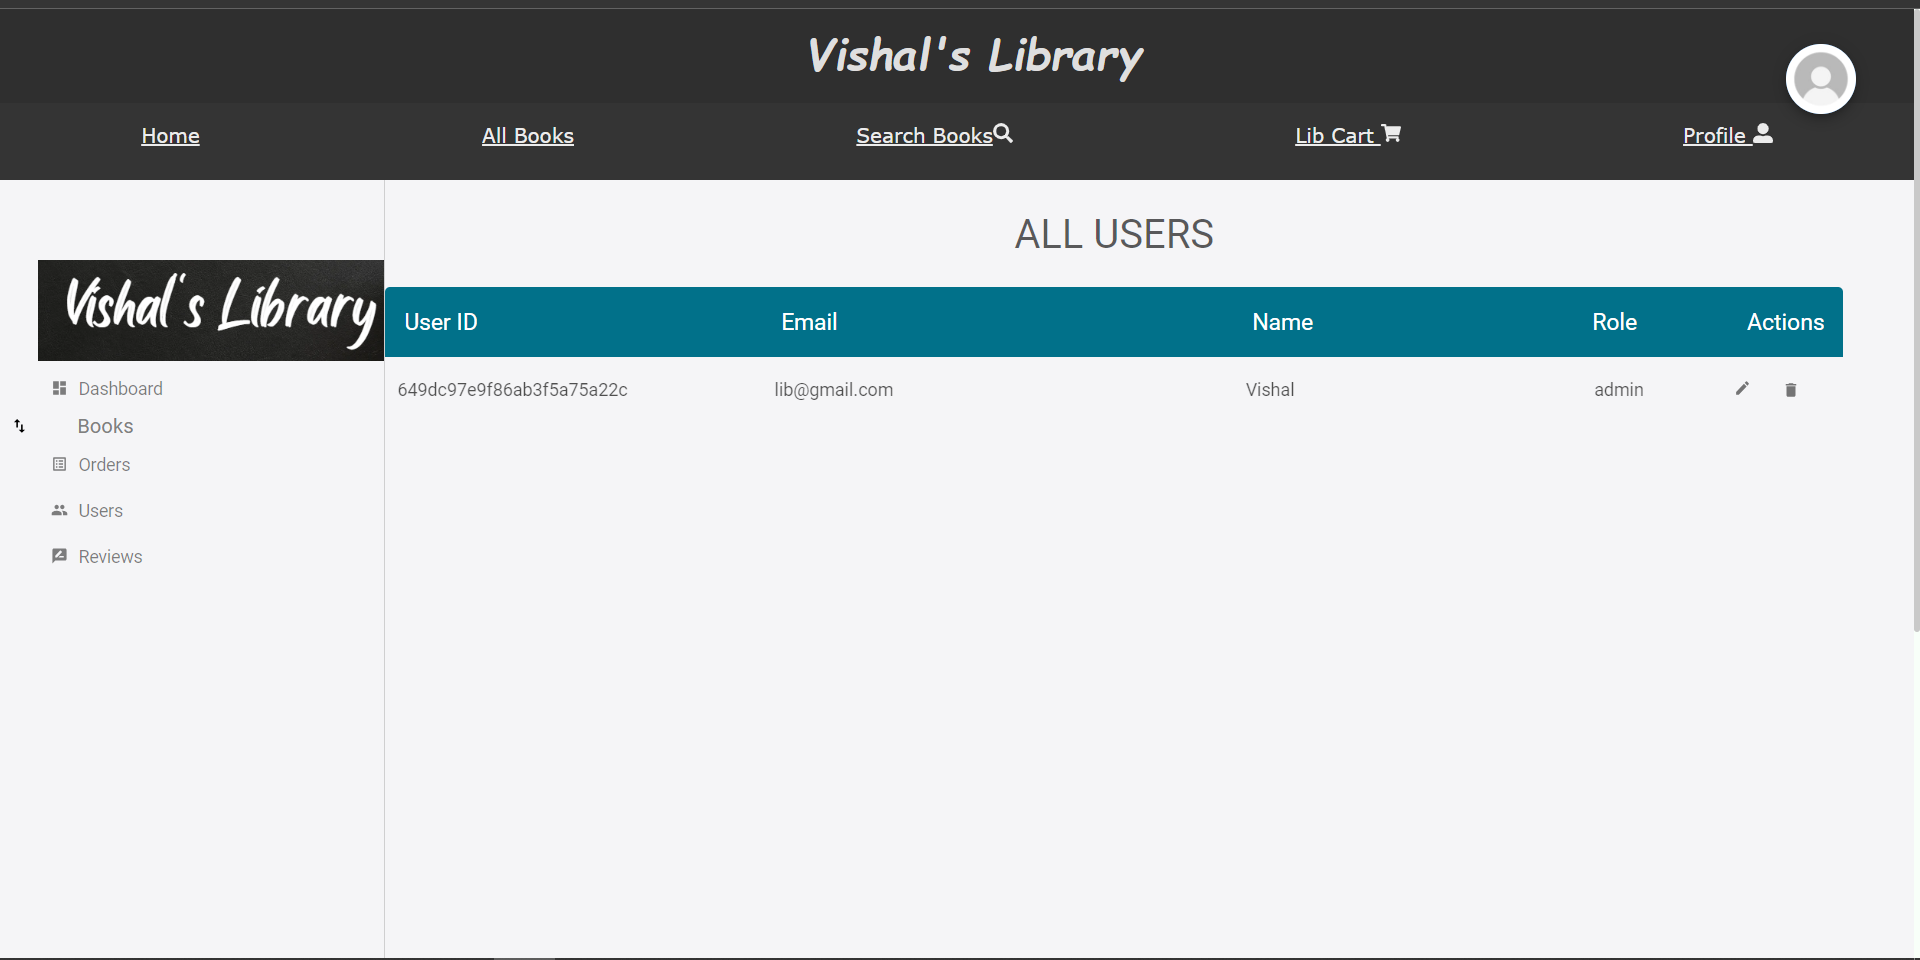 Vishal's Library
Home All Books Search Books Lib Cart Profile
ALL USERS
Vishal's Library
User ID Email Name Role Actions
Dashboard
649dc97e9f86ab3f5a75a22c lib@gmail.com Vishal admin
Books
Orders
Users
Reviews